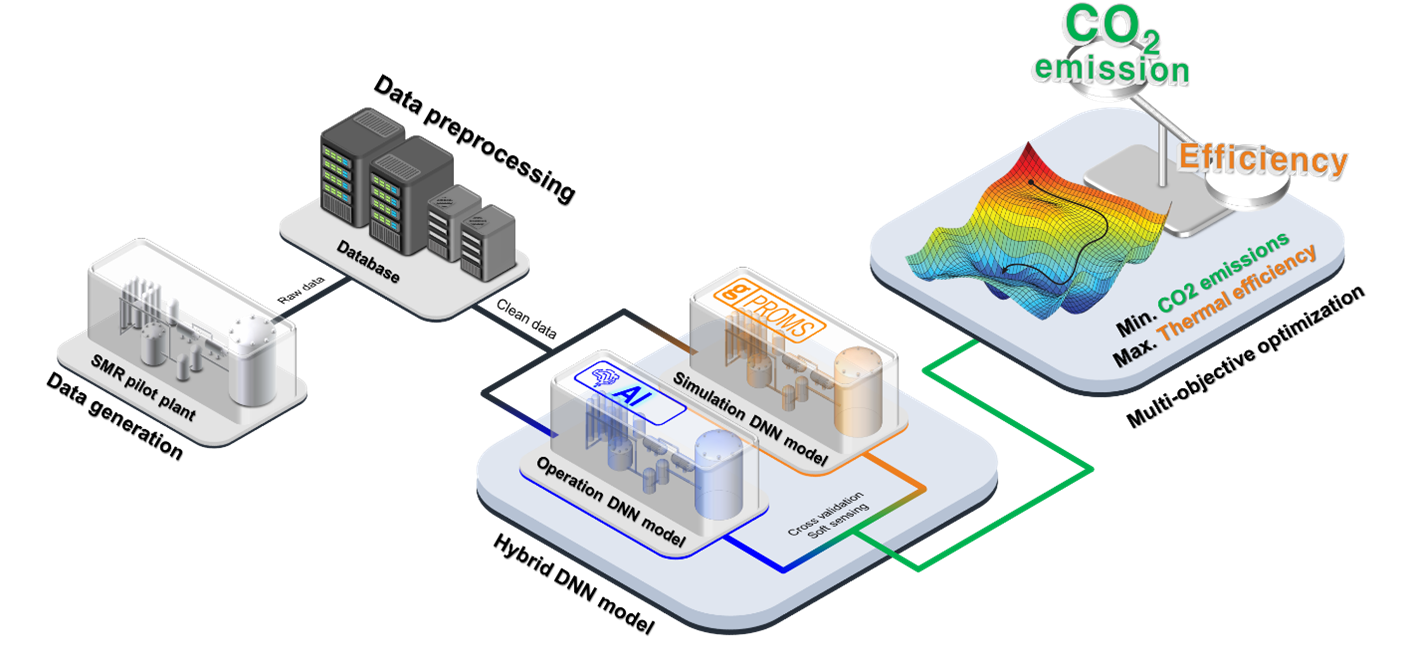 CO2
emission
Efficiency
Data preprocessing
Database
Raw data
SMR pilot plant
Data generation
Clean data
gPROMS
Simulation DNN model
AI
Operation DNN model
Cross validation
Soft sensing
Hybrid DNN model
Min. CO2 emissions
Max. Thermal efficiency
Multi-objective optimization